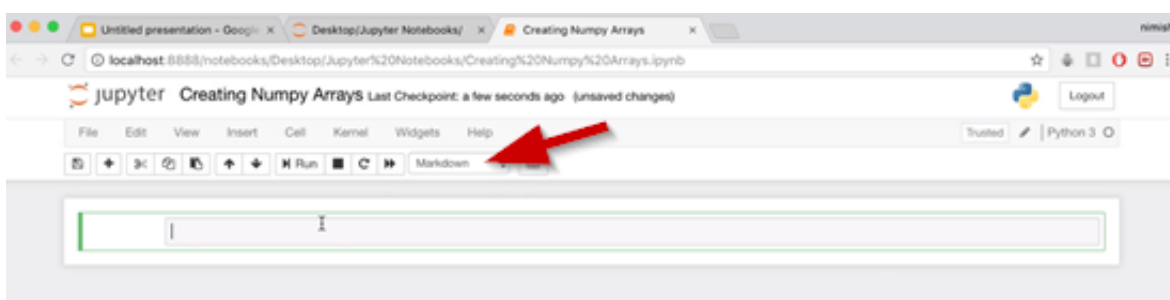 Untitled presentation - Googl Desktop/Jupyter Notebooks/ Creating Numpy Arrays nimish
localhost:8888/notebooks/Desktop/Jupyter%20Notebooks/Creating%20Numpy%20Arrays.ipynb
jupyter Creating Numpy Arrays Last Checkpoint: a few seconds ago (unsaved changes) Logout
File Edit View Insert Cell Kernel Widgets Help Trusted Python 3
Run Markdown